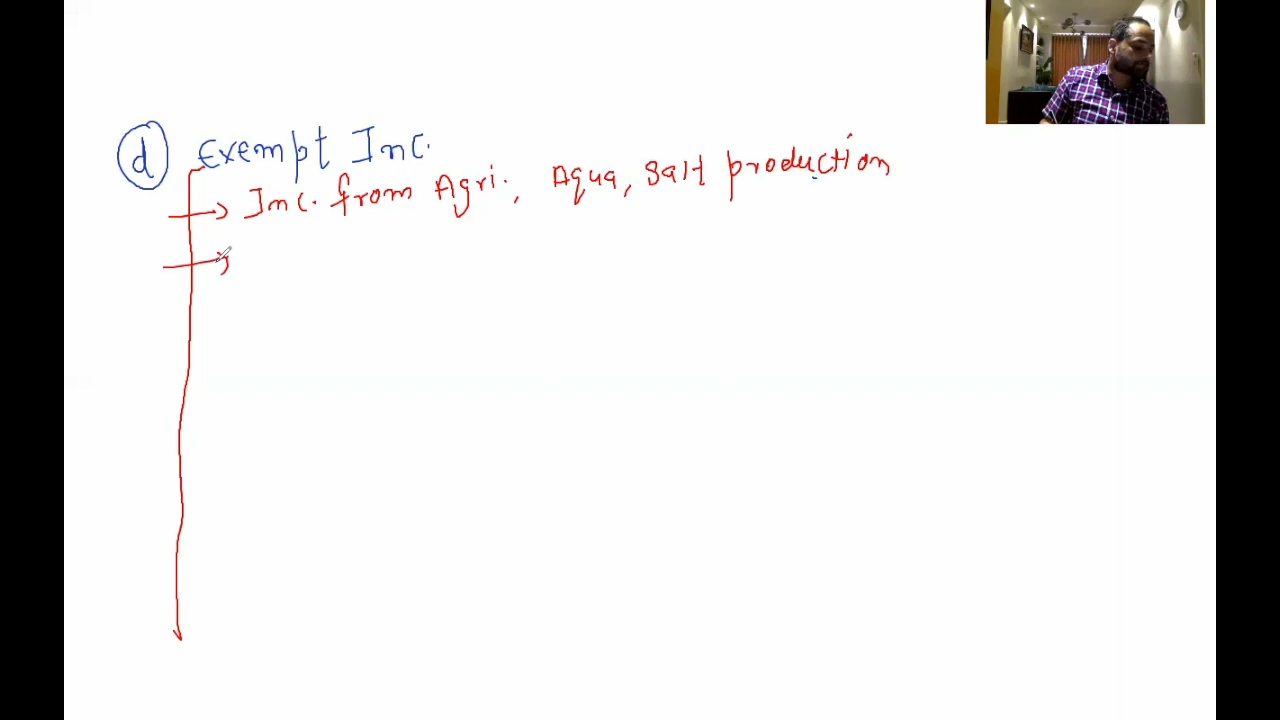 d Exempt Inc.
Inc. from Agri., Aqua, Salt production